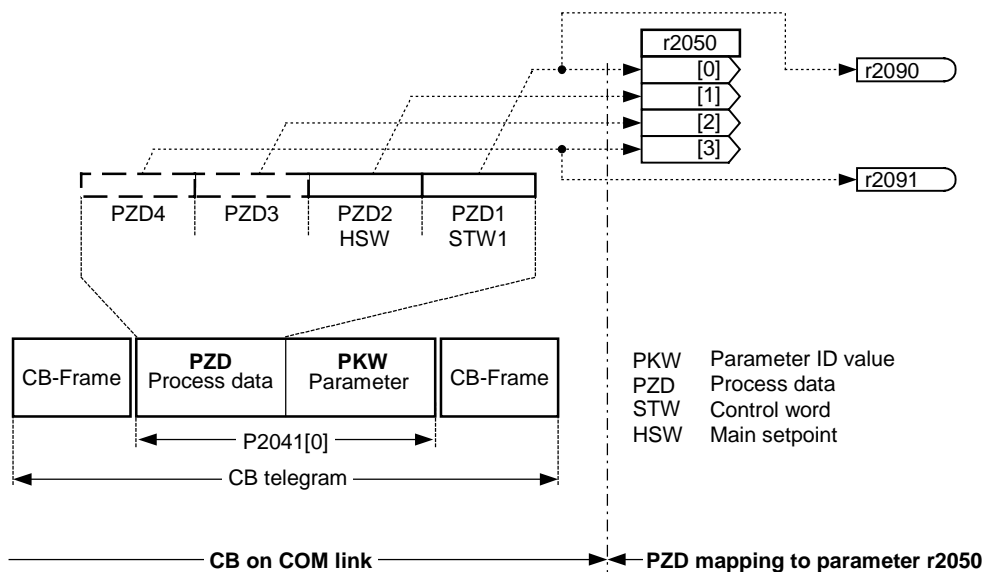 r2050
[0]
r2090
[1]
[2]
[3]
r2091
PZD4
PZD3
PZD2
HSW
PZD1
STW1
CB-Frame
PZD
Process data
PKW
Parameter
CB-Frame
P2041[0]
CB telegram
PKW Parameter ID value
PZD Process data
STW Control word
HSW Main setpoint
CB on COM link
PZD mapping to parameter r2050